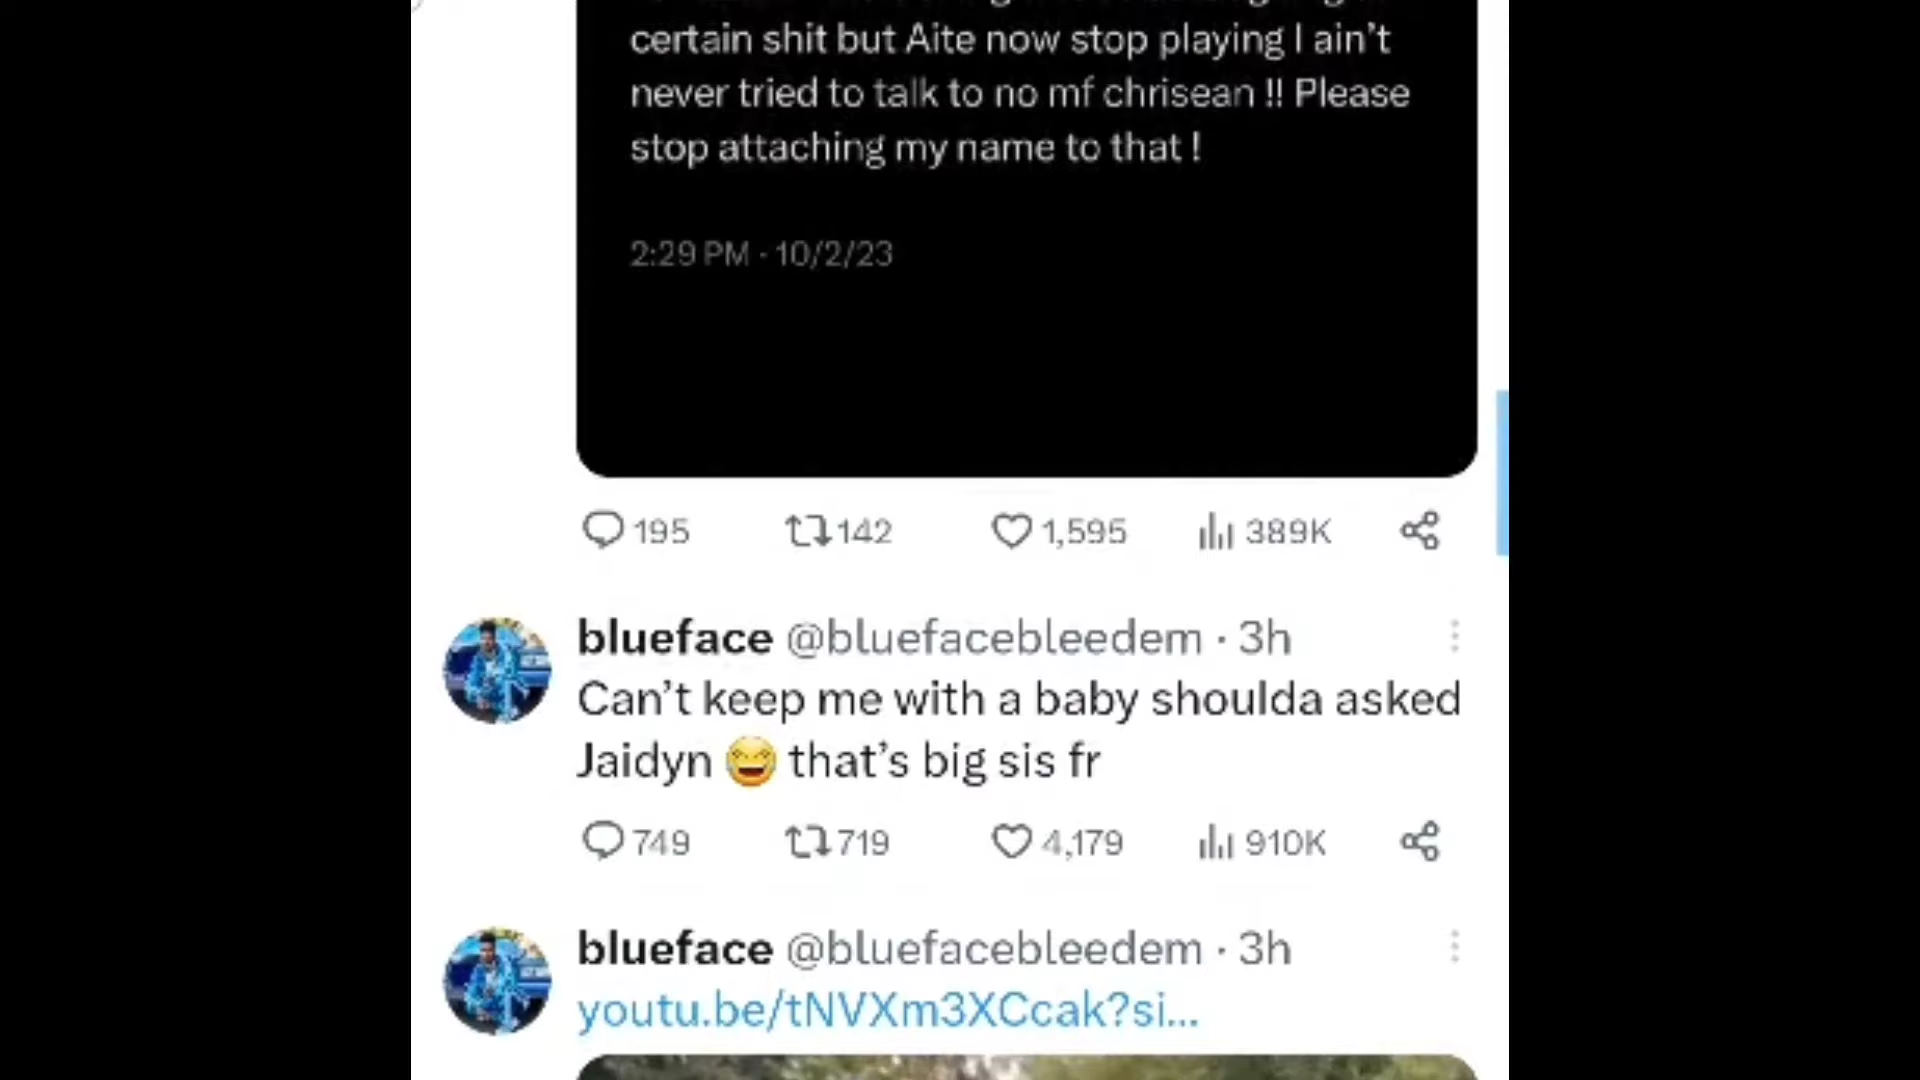 certain shit but Aite now stop playing I ain't
never tried to talk to no mf chrisean !! Please
stop attaching my name to that !
2:29 PM · 10/2/23
195 142 1,595 389K
blueface @bluefacebleedem · 3h
Can't keep me with a baby shoulda asked
Jaidyn 😆 that's big sis fr
749 719 4,179 910K
blueface @bluefacebleedem · 3h
youtu.be/tNVXm3XCcak?si...